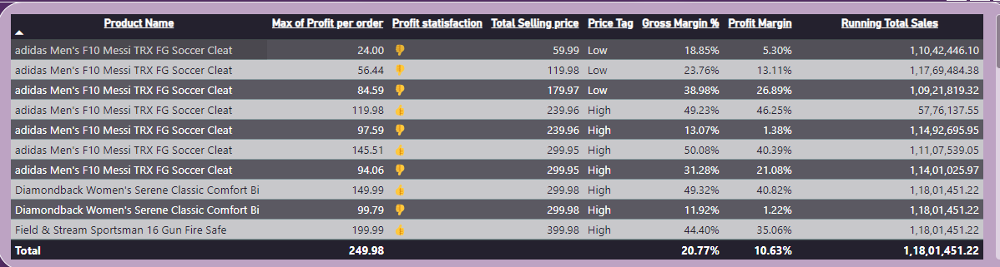 Product Name Max of Profit per order Profit statisfaction Total Selling price Price Tag Gross Margin % Profit Margin Running Total Sales
adidas Men's F10 Messi TRX FG Soccer Cleat 24.00 👎 59.99 Low 18.85% 5.30% 1,10,42,446.10
adidas Men's F10 Messi TRX FG Soccer Cleat 56.44 👎 119.98 Low 23.76% 13.11% 1,17,69,484.38
adidas Men's F10 Messi TRX FG Soccer Cleat 84.59 👎 179.97 Low 38.98% 26.89% 1,09,21,819.32
adidas Men's F10 Messi TRX FG Soccer Cleat 119.98 👍 239.96 High 49.23% 46.25% 57,76,137.55
adidas Men's F10 Messi TRX FG Soccer Cleat 97.59 👎 239.96 High 13.07% 1.38% 1,14,92,695.95
adidas Men's F10 Messi TRX FG Soccer Cleat 145.51 👍 299.95 High 50.08% 40.39% 1,11,07,539.05
adidas Men's F10 Messi TRX FG Soccer Cleat 94.06 👎 299.95 High 31.28% 21.08% 1,14,01,025.97
Diamondback Women's Serene Classic Comfort Bi 149.99 👍 299.98 High 49.32% 40.82% 1,18,01,451.22
Diamondback Women's Serene Classic Comfort Bi 99.79 👎 299.98 High 11.92% 1.22% 1,18,01,451.22
Field & Stream Sportsman 16 Gun Fire Safe 199.99 👍 399.98 High 44.40% 35.06% 1,18,01,451.22
Total 249.98 20.77% 10.63% 1,18,01,451.22